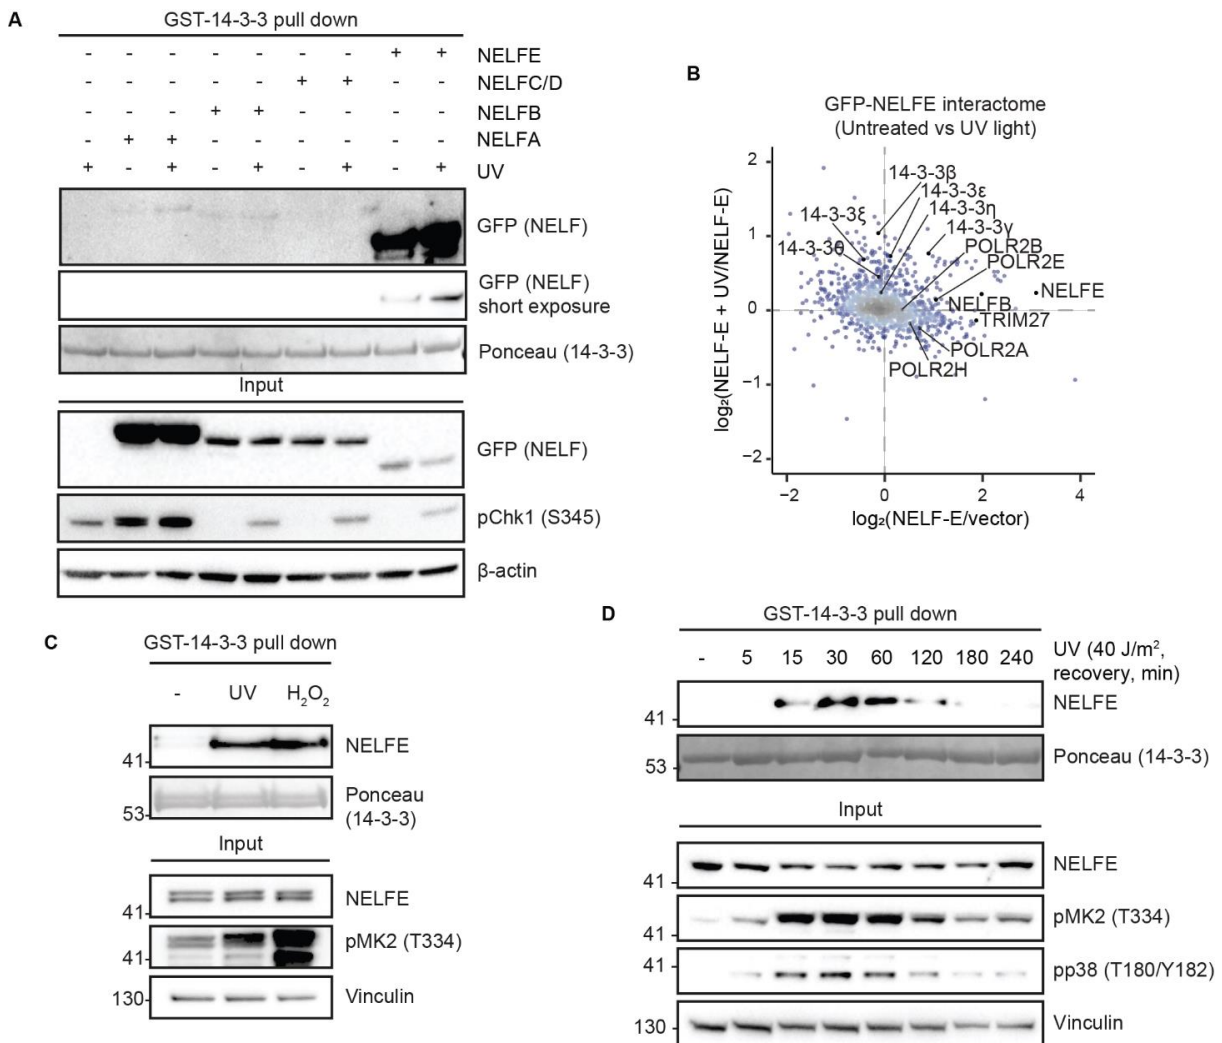 A
GST-14-3-3 pull down
- - - - - - - + + NELFE
- - - - - + + - - NELFC/D
- - - + + - - - - NELFB
- + + - - - - - - NELFA
+ - + - + - + - + UV
GFP (NELF)
GFP (NELF)
short exposure
Ponceau (14-3-3)
Input
GFP (NELF)
pChk1 (S345)
β-actin
B
GFP-NELFE interactome
(Untreated vs UV light)
log₂(NELF-E + UV/NELF-E)
2
1
0
−1
−2
14-3-3β
14-3-3ε
14-3-3η
14-3-3ξ
14-3-3γ
14-3-3θ
POLR2B
POLR2E
NELFE
NELFB
TRIM27
POLR2A
POLR2H
−2 0 2 4
log₂(NELF-E/vector)
C
GST-14-3-3 pull down
- UV H₂O₂
NELFE
41
Ponceau
(14-3-3)
53
Input
NELFE
41
pMK2 (T334)
41
130 Vinculin
D
GST-14-3-3 pull down
- 5 15 30 60 120 180 240 UV (40 J/m²,
recovery, min)
NELFE
41
Ponceau (14-3-3)
53
Input
NELFE
41
pMK2 (T334)
41
41 pp38 (T180/Y182)
130 Vinculin